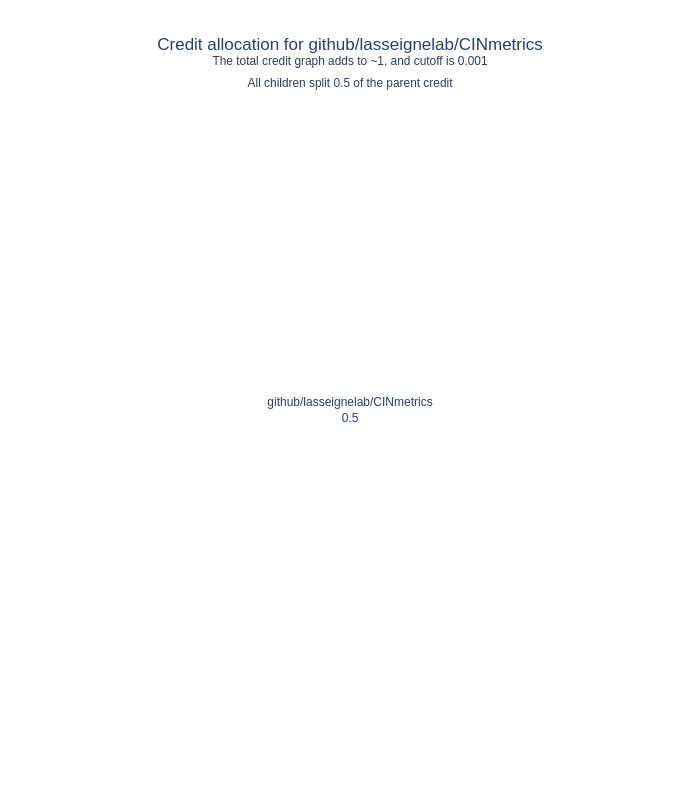 Credit allocation for github/lasseignelab/CINmetrics
The total credit graph adds to ~1, and cutoff is 0.001
All children split 0.5 of the parent credit
github/lasseignelab/CINmetrics
0.5